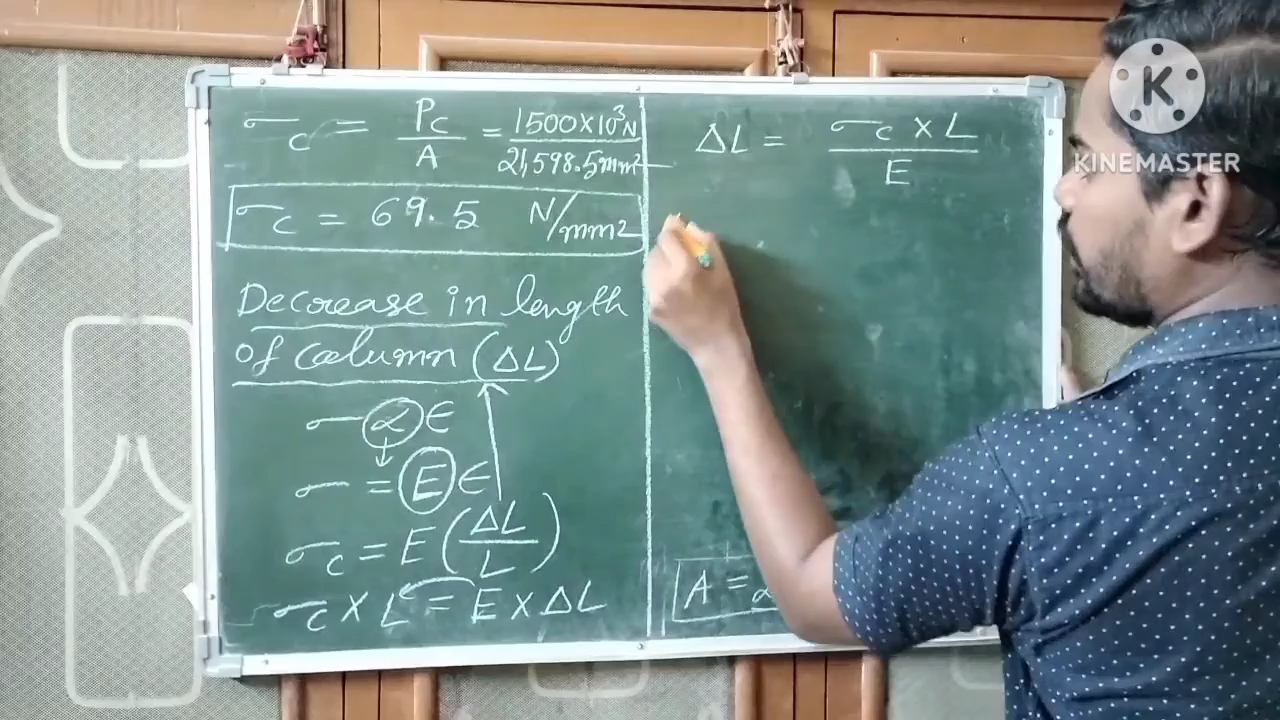 σc = Pc/A = 1500×10³N/21,598.5mm²
σc = 69.5 N/mm²
Decrease in length
of column (ΔL)
σ α ε
↓
σ = E ε
σc = E (ΔL/L)
σc × L = E × ΔL
ΔL = σc × L/E
A =
K
KINEMASTER